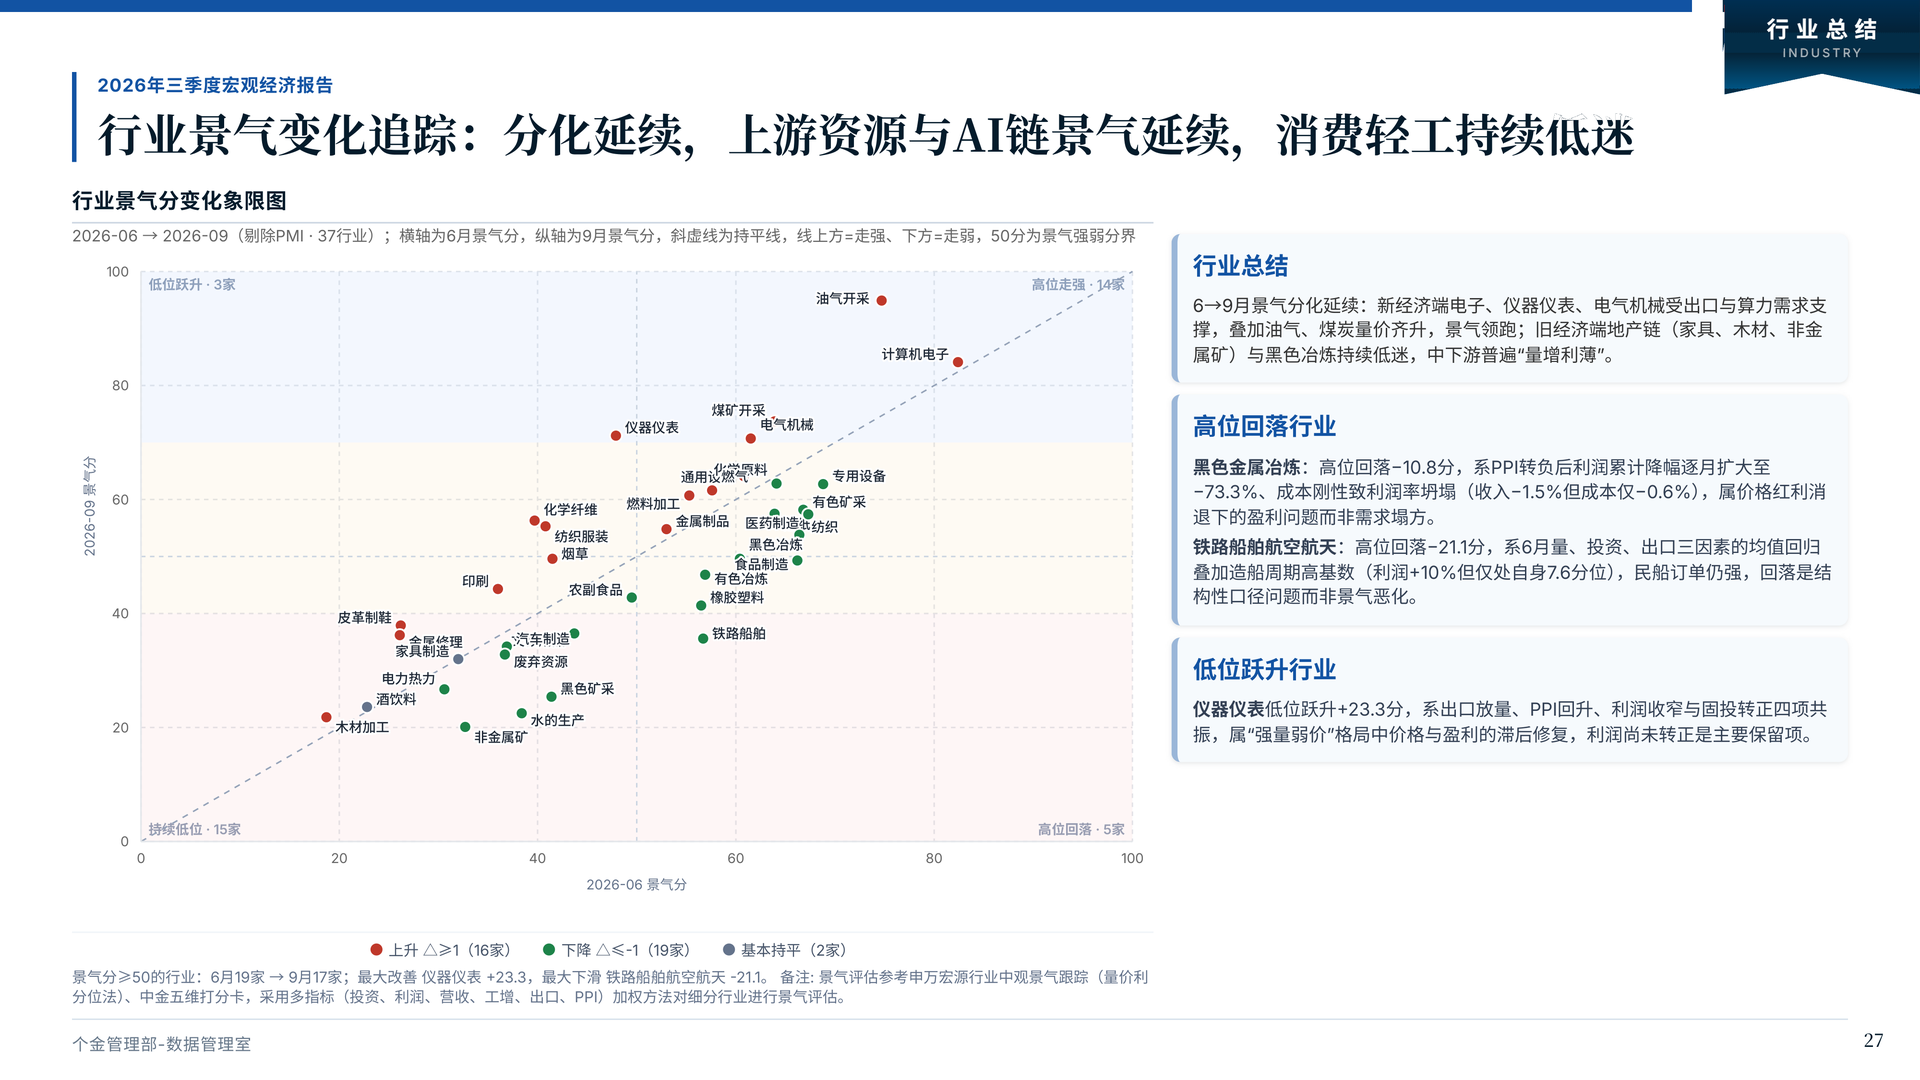 行业总结
INDUSTRY
2026年三季度宏观经济报告
行业景气变化追踪：分化延续，上游资源与AI链景气延续，消费轻工持续低迷
行业景气分变化象限图
2026-06 → 2026-09（剔除PMI · 37行业）；横轴为6月景气分，纵轴为9月景气分，斜虚线为持平线，线上方=走强、下方=走弱，50分为景气强弱分界
100
80
60
40
20
0
2026-09 景气分
低位跃升 · 3家
高位走强 · 14家
油气开采
计算机电子
煤矿开采
电气机械
仪器仪表
化学原料
通用设
燃气
专用设备
燃料加工
有色矿采
化学纤维
金属制品
医药制造
纺织
纺织服装
黑色冶炼
烟草
食品制造
有色冶炼
印刷
农副食品
橡胶塑料
皮革制鞋
铁路船舶
金属修理
汽车制造
家具制造
废弃资源
电力热力
黑色矿采
酒饮料
水的生产
木材加工
非金属矿
持续低位 · 15家
高位回落 · 5家
0
20
40
60
80
100
2026-06 景气分
上升 △≥1（16家）
下降 △≤-1（19家）
基本持平（2家）
景气分≥50的行业：6月19家 → 9月17家；最大改善 仪器仪表 +23.3，最大下滑 铁路船舶航空航天 -21.1。 备注: 景气评估参考申万宏源行业中观景气跟踪（量价利
分位法）、中金五维打分卡，采用多指标（投资、利润、营收、工增、出口、PPI）加权方法对细分行业进行景气评估。
行业总结
6→9月景气分化延续：新经济端电子、仪器仪表、电气机械受出口与算力需求支
撑，叠加油气、煤炭量价齐升，景气领跑；旧经济端地产链（家具、木材、非金
属矿）与黑色冶炼持续低迷，中下游普遍“量增利薄”。
高位回落行业
黑色金属冶炼：高位回落−10.8分，系PPI转负后利润累计降幅逐月扩大至
−73.3%、成本刚性致利润率坍塌（收入−1.5%但成本仅−0.6%），属价格红利消
退下的盈利问题而非需求塌方。
铁路船舶航空航天：高位回落−21.1分，系6月量、投资、出口三因素的均值回归
叠加造船周期高基数（利润+10%但仅处自身7.6分位），民船订单仍强，回落是结
构性口径问题而非景气恶化。
低位跃升行业
仪器仪表低位跃升+23.3分，系出口放量、PPI回升、利润收窄与固投转正四项共
振，属“强量弱价”格局中价格与盈利的滞后修复，利润尚未转正是主要保留项。
个金管理部-数据管理室
27